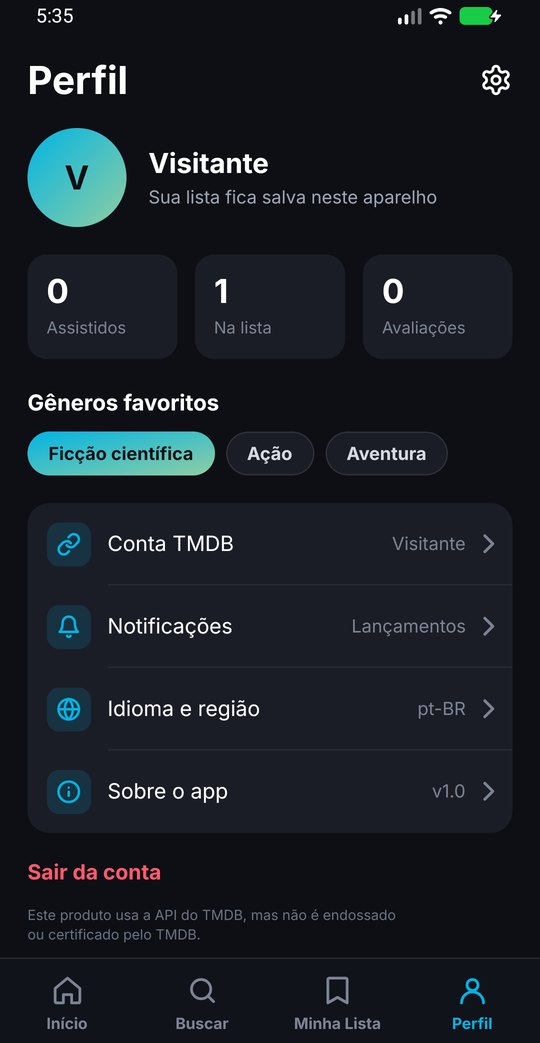 5:35
Perfil
V
Visitante
Sua lista fica salva neste aparelho
0
Assistidos
1
Na lista
0
Avaliações
Gêneros favoritos
Ficção científica
Ação
Aventura
Conta TMDB
Visitante
Notificações
Lançamentos
Idioma e região
pt-BR
Sobre o app
v1.0
Sair da conta
Este produto usa a API do TMDB, mas não é endossado
ou certificado pelo TMDB.
Início
Buscar
Minha Lista
Perfil